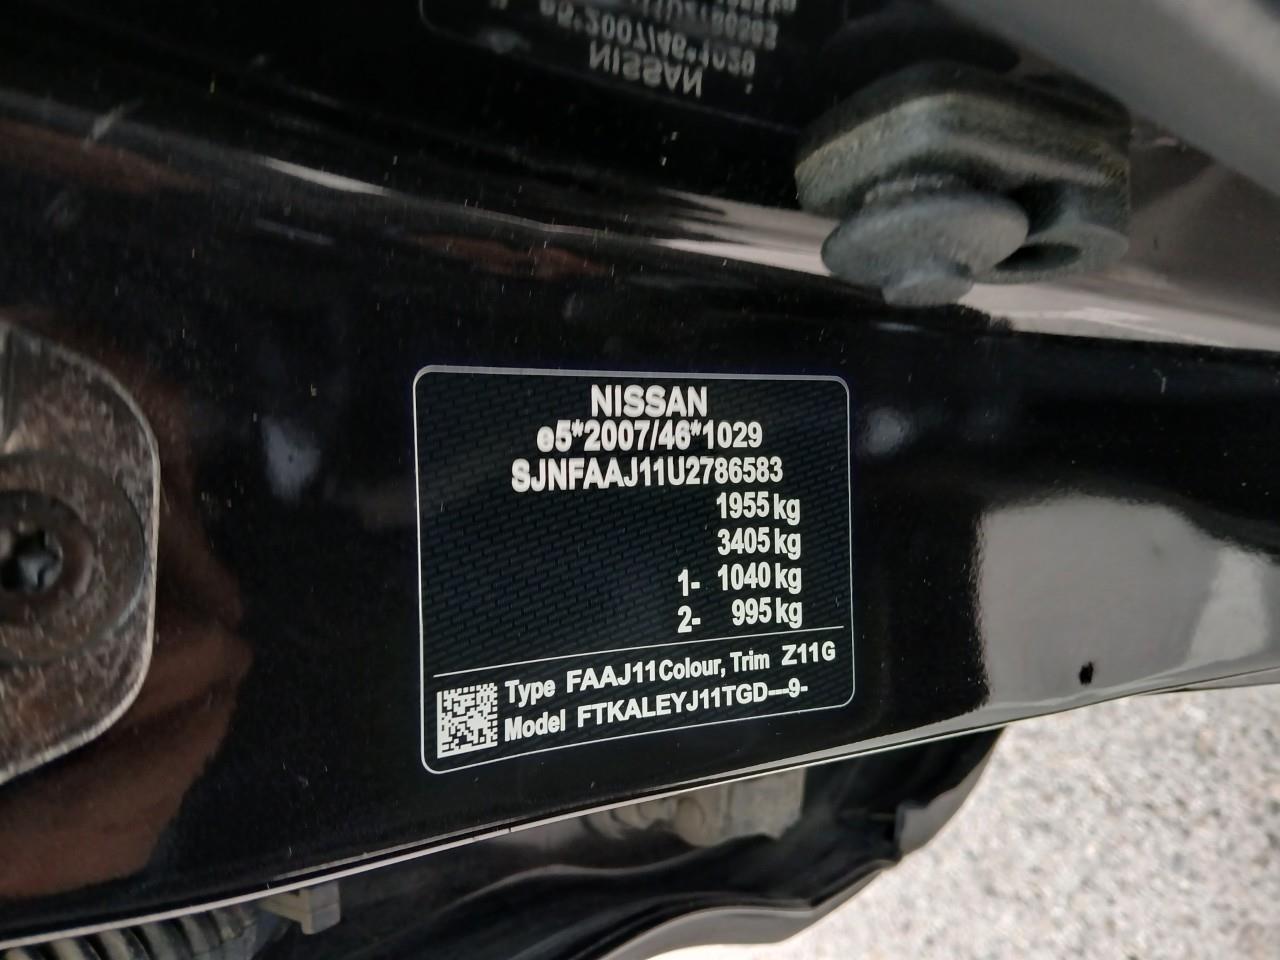 NISSAN
e5*2007/46*1029
SJNFAAJ11U2786583
1955 kg
3405 kg
1- 1040 kg
2- 995 kg
Type FAAJ11 Colour, Trim Z11 G
Model FTKALEYJ11TGD---9-